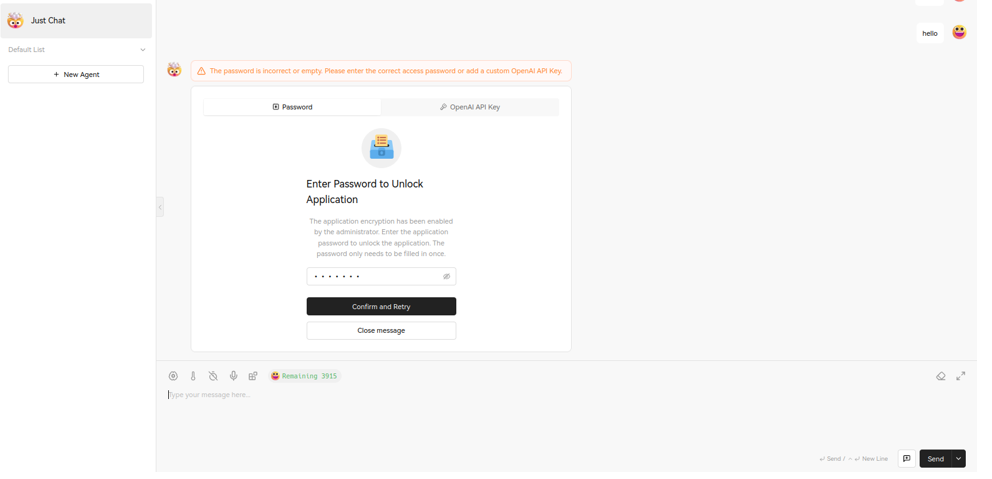 Just Chat
Default List
+ New Agent
hello
The password is incorrect or empty. Please enter the correct access password or add a custom OpenAI API Key.
Password
OpenAI API Key
Enter Password to Unlock
Application
The application encryption has been enabled
by the administrator. Enter the application
password to unlock the application. The
password only needs to be filled in once.
•••••••
Confirm and Retry
Close message
Remaining 3915
Type your message here...
↵ Send / ⌃ ↵ New Line
Send